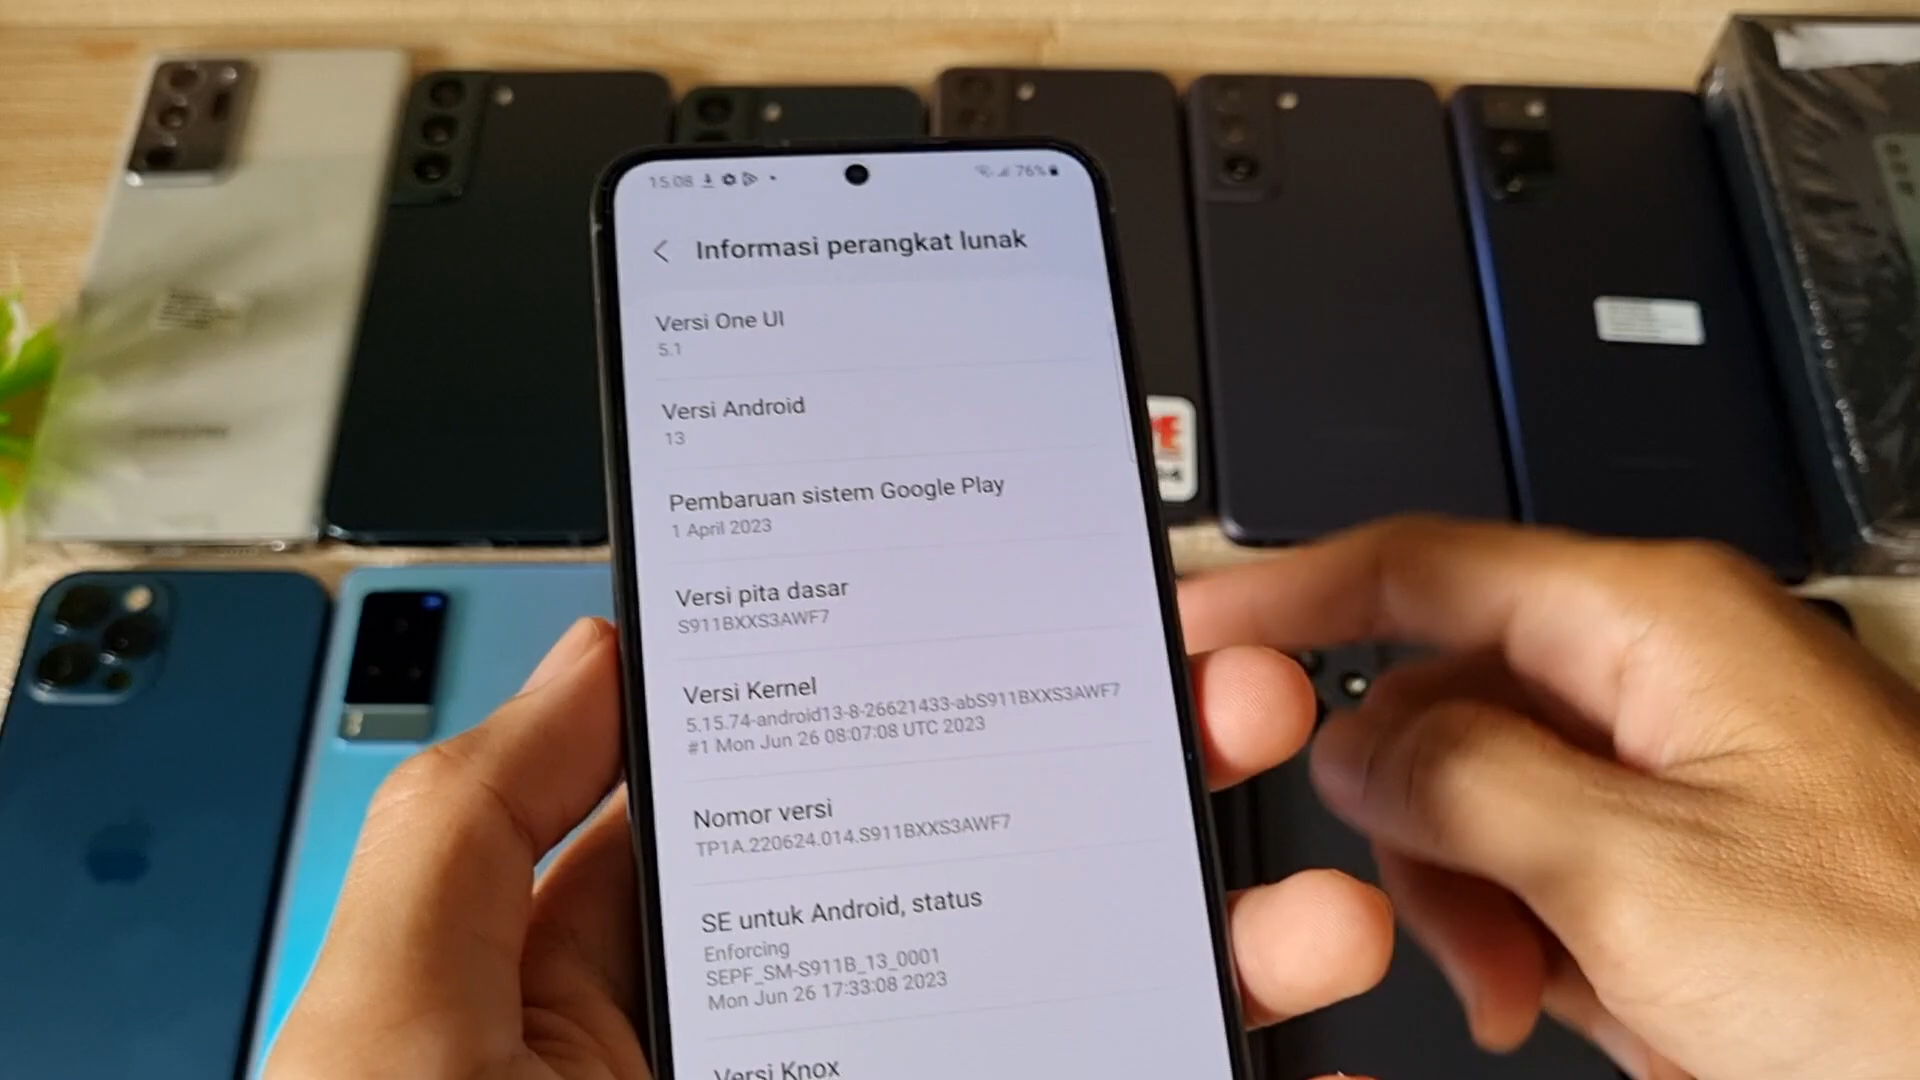 15.08
76%
Informasi perangkat lunak
Versi One UI
5.1
Versi Android
13
Pembaruan sistem Google Play
1 April 2023
Versi pita dasar
S911BXXS3AWF7
Versi Kernel
5.15.74-android13-8-26621433-abS911BXXS3AWF7
#1 Mon Jun 26 08:07:08 UTC 2023
Nomor versi
TP1A.220624.014.S911BXXS3AWF7
SE untuk Android, status
Enforcing
SEPF_SM-S911B_13_0001
Mon Jun 26 17:33:08 2023
Versi Knox